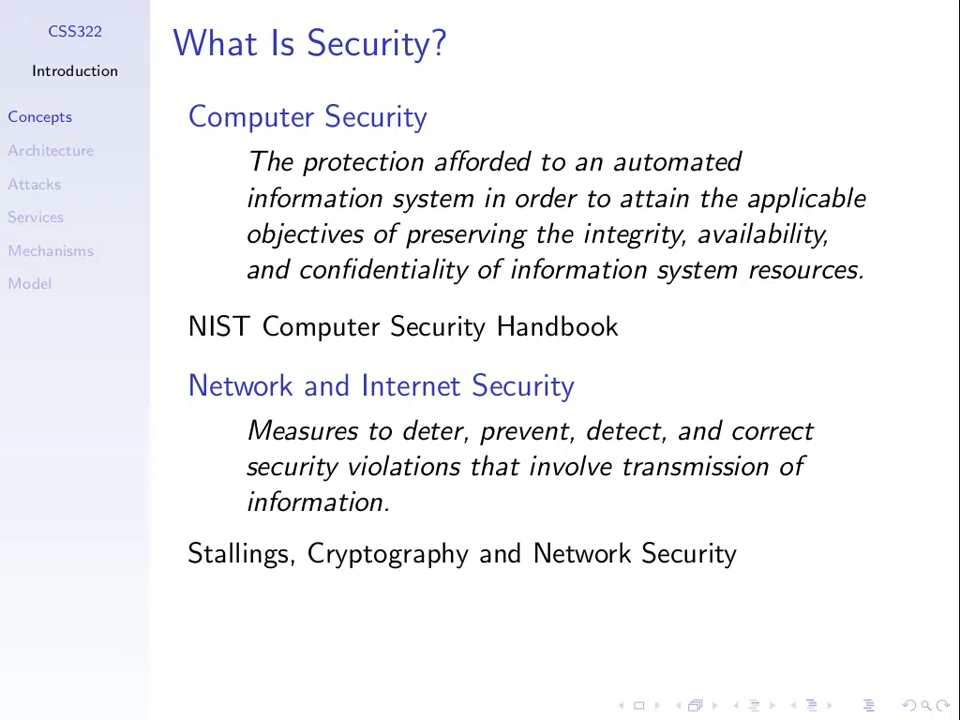 CSS322
Introduction
Concepts
Architecture
Attacks
Services
Mechanisms
Model
What Is Security?
Computer Security
The protection afforded to an automated
information system in order to attain the applicable
objectives of preserving the integrity, availability,
and confidentiality of information system resources.
NIST Computer Security Handbook
Network and Internet Security
Measures to deter, prevent, detect, and correct
security violations that involve transmission of
information.
Stallings, Cryptography and Network Security